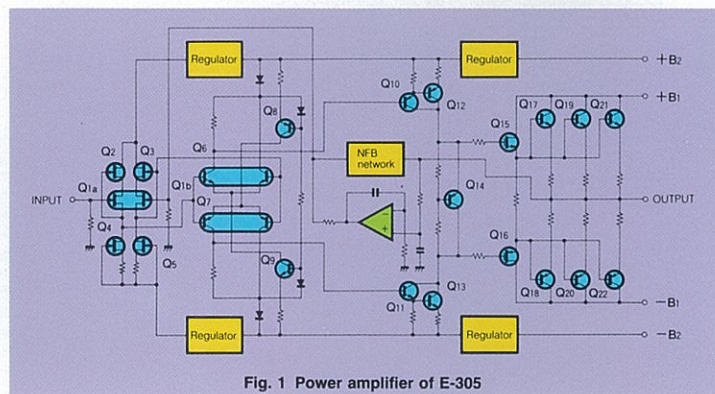 Regulator
Regulator
+B2
+B1
Q10
Q12
Q17
Q19
Q21
Q8
Q15
Q2
Q3
Q6
NFB
network
Q1a
Q1b
Q14
INPUT
OUTPUT
Q7
Q4
Q5
Q9
Q16
Q13
Q11
Q18
Q20
Q22
−B1
Regulator
Regulator
−B2
Fig. 1 Power amplifier of E-305